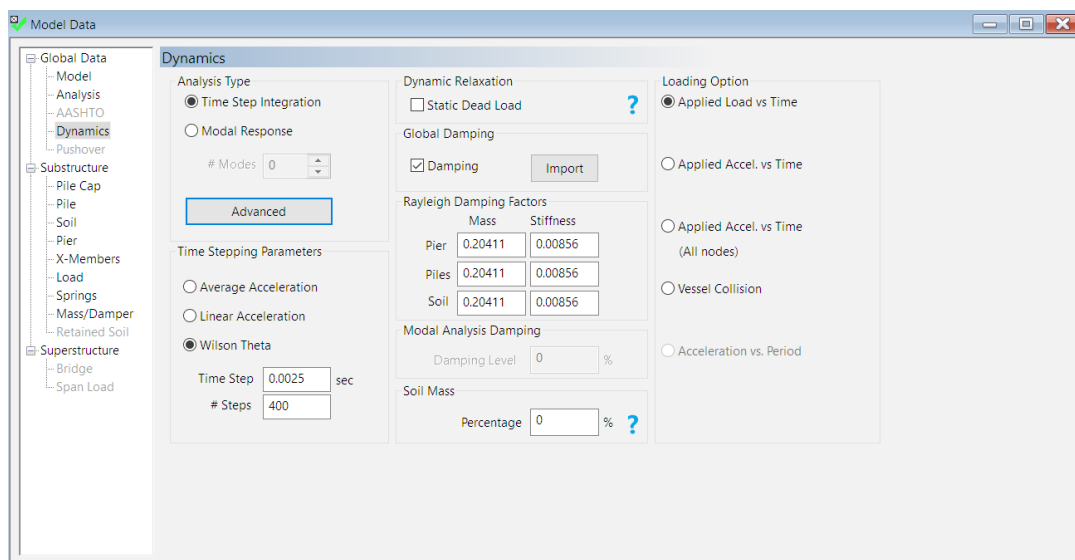 Model Data
Global Data
Model
Analysis
AASHTO
Dynamics
Pushover
Substructure
Pile Cap
Pile
Soil
Pier
X-Members
Load
Springs
Mass/Damper
Retained Soil
Superstructure
Bridge
Span Load
Dynamics
Analysis Type
Time Step Integration
Modal Response
# Modes 0
Advanced
Time Stepping Parameters
Average Acceleration
Linear Acceleration
Wilson Theta
Time Step 0.0025 sec
# Steps 400
Dynamic Relaxation
Static Dead Load ?
Global Damping
Damping Import
Rayleigh Damping Factors
Mass Stiffness
Pier 0.20411 0.00856
Piles 0.20411 0.00856
Soil 0.20411 0.00856
Modal Analysis Damping
Damping Level 0 %
Soil Mass
Percentage 0 % ?
Loading Option
Applied Load vs Time
Applied Accel. vs Time
Applied Accel. vs Time
(All nodes)
Vessel Collision
Acceleration vs. Period